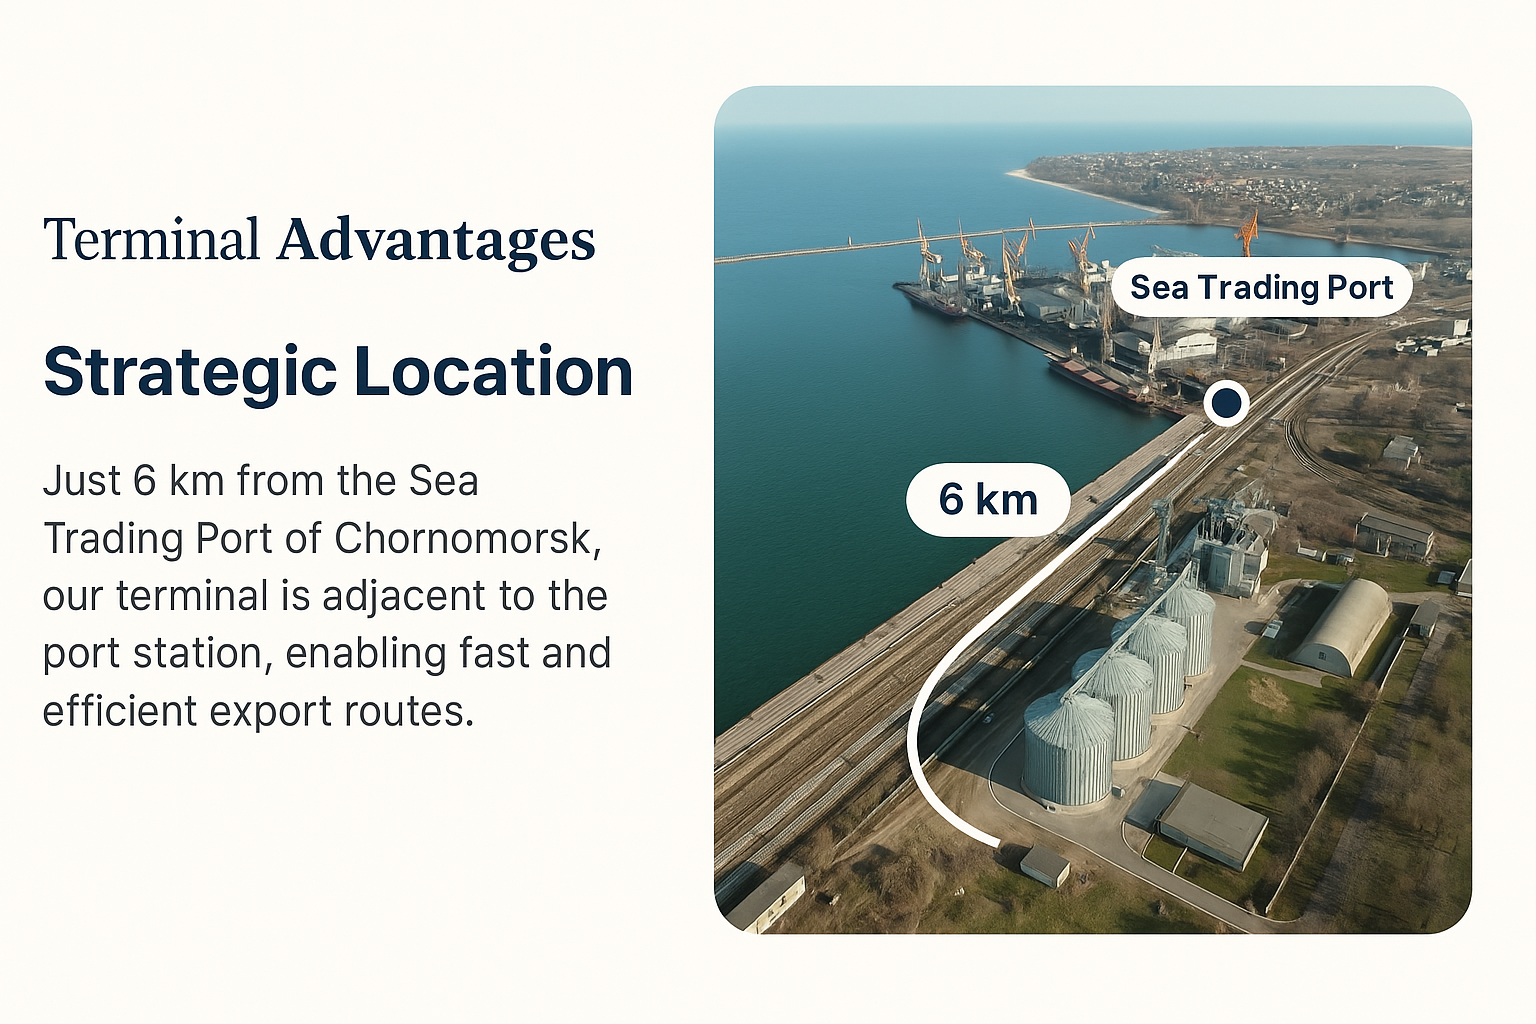 Terminal Advantages
Strategic Location
Just 6 km from the Sea
Trading Port of Chornomorsk,
our terminal is adjacent to the
port station, enabling fast and
efficient export routes.
Sea Trading Port
6 km